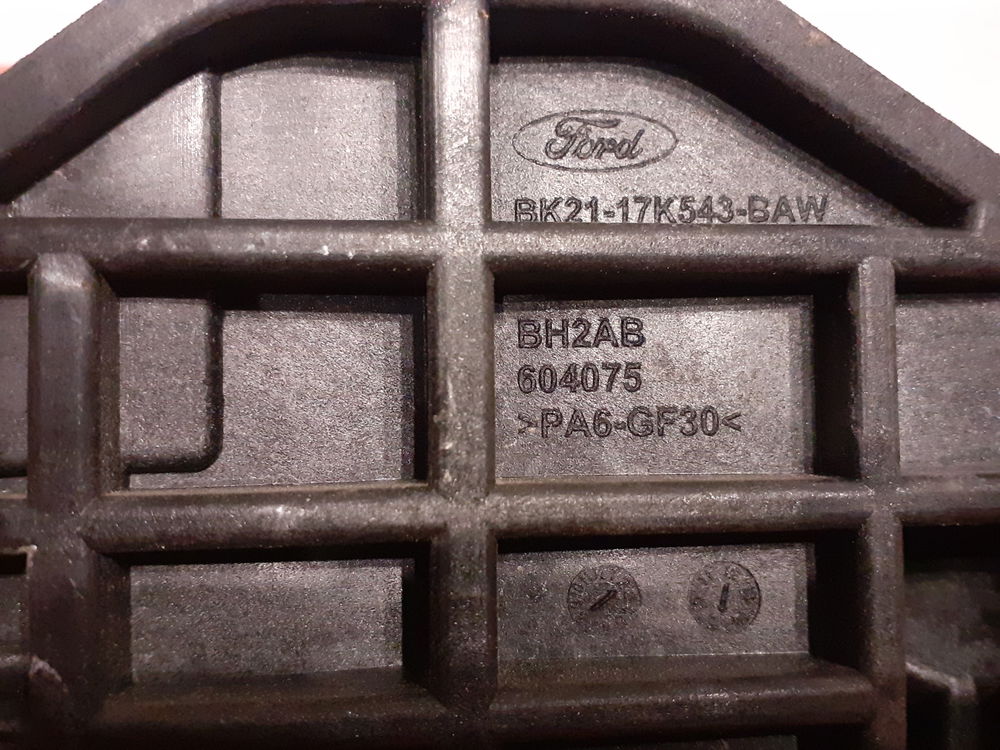 Ford
BK21-17K543-BAW
BH2AB
604075
>PA6-GF30<